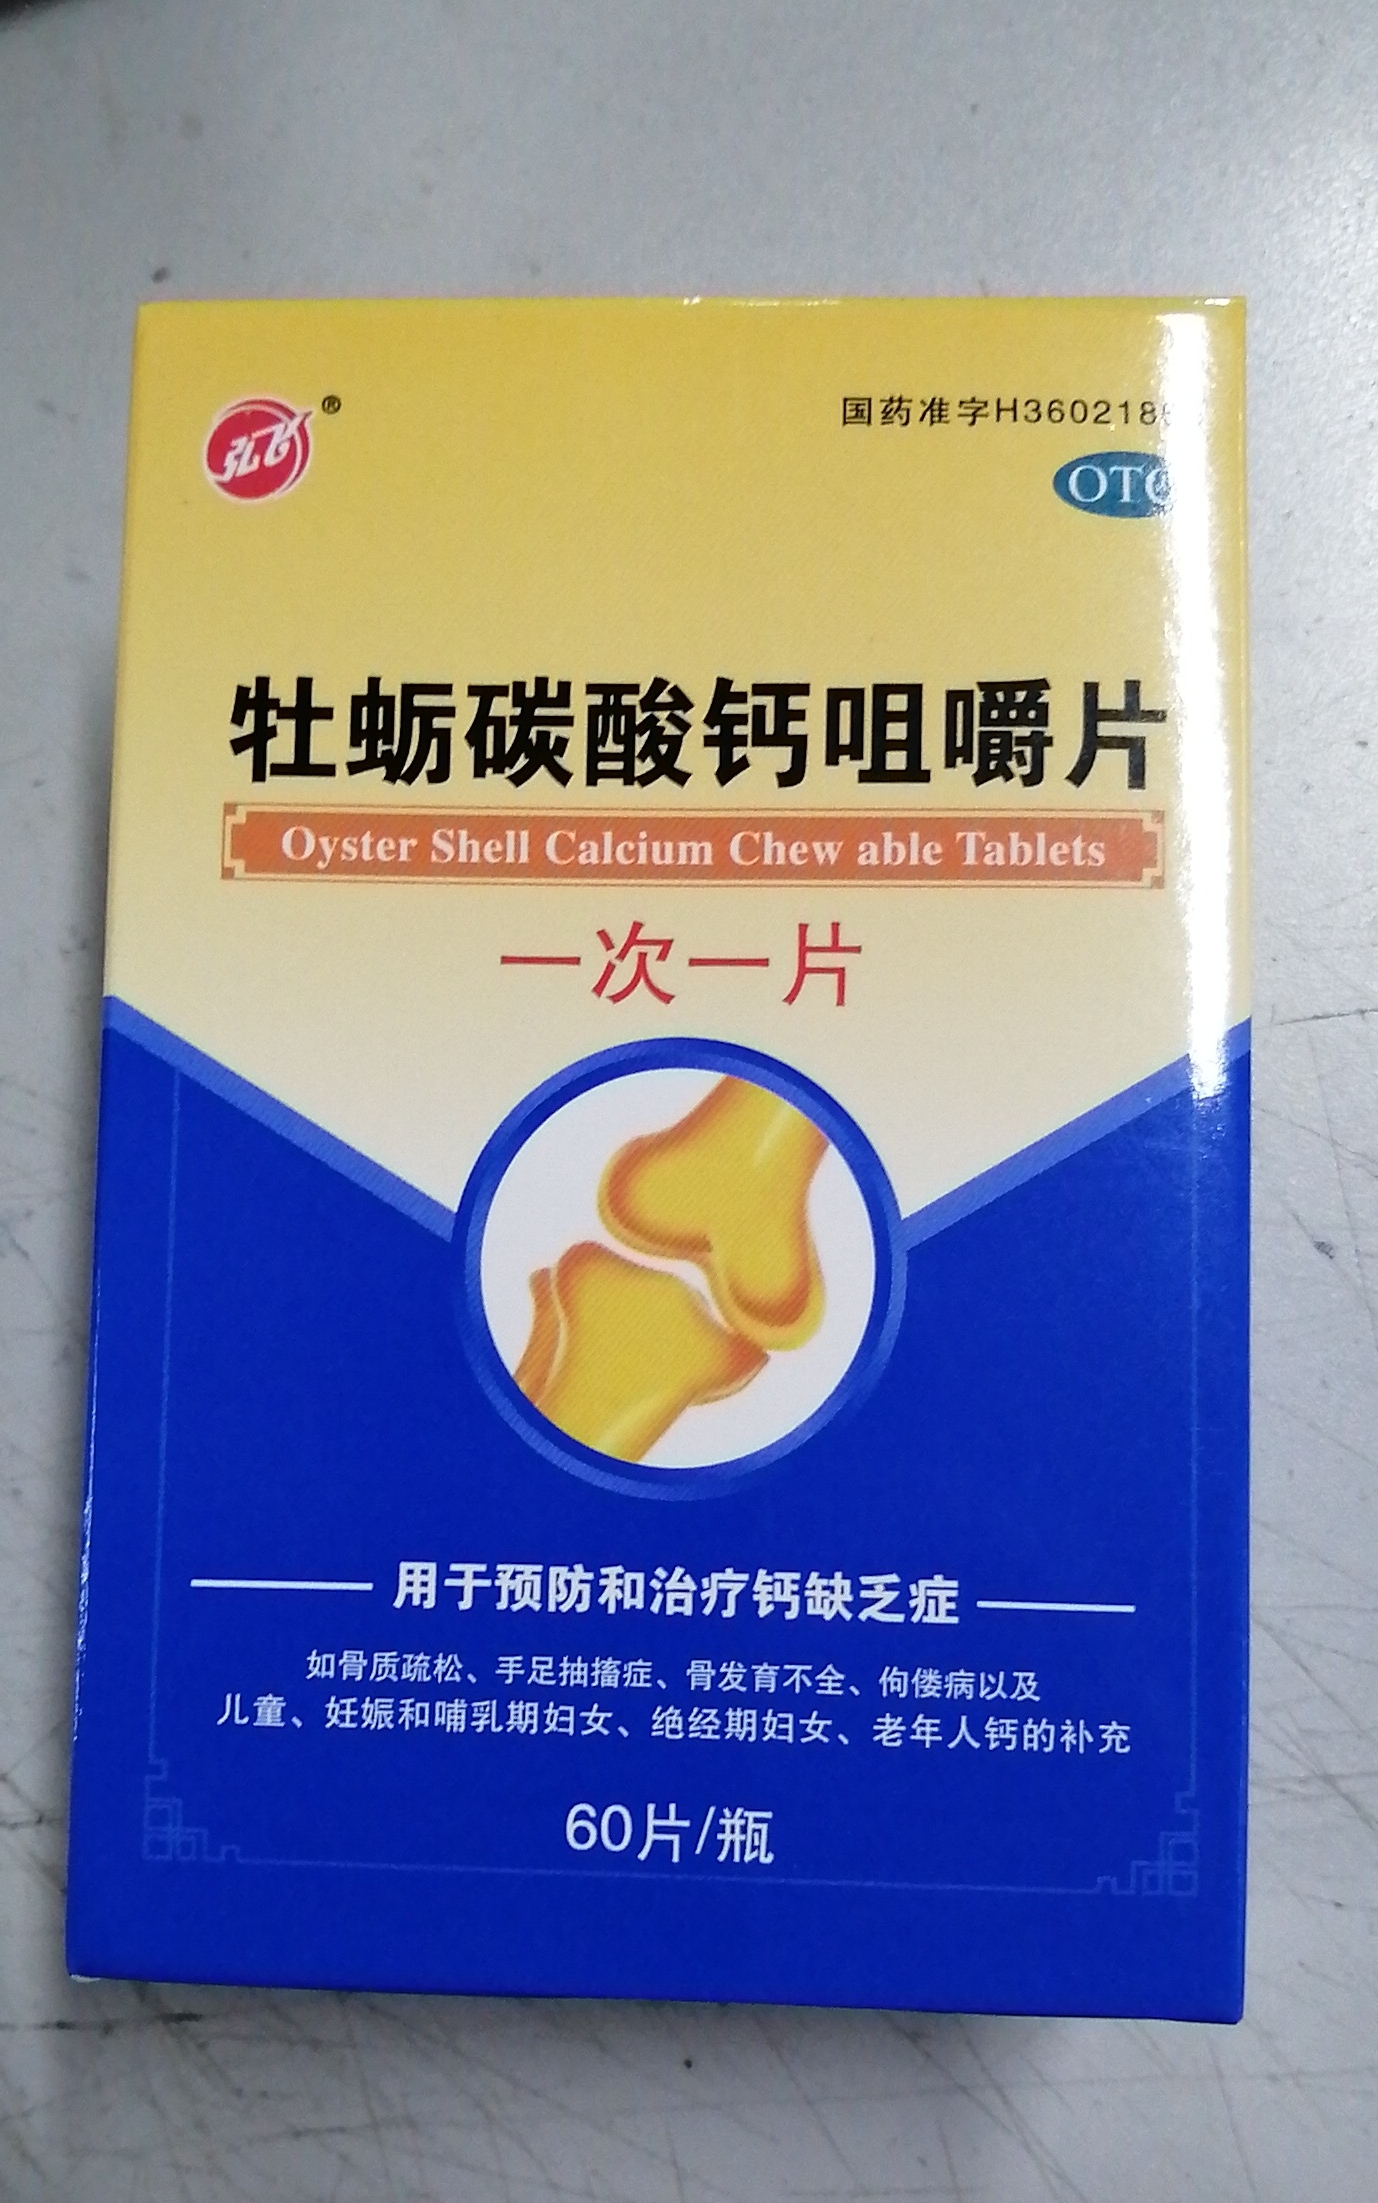 弘飞®
国药准字H3602188
OTC
牡蛎碳酸钙咀嚼片
Oyster Shell Calcium Chew able Tablets
一次一片
用于预防和治疗钙缺乏症
如骨质疏松、手足抽搐症、骨发育不全、佝偻病以及
儿童、妊娠和哺乳期妇女、绝经期妇女、老年人钙的补充
60片/瓶